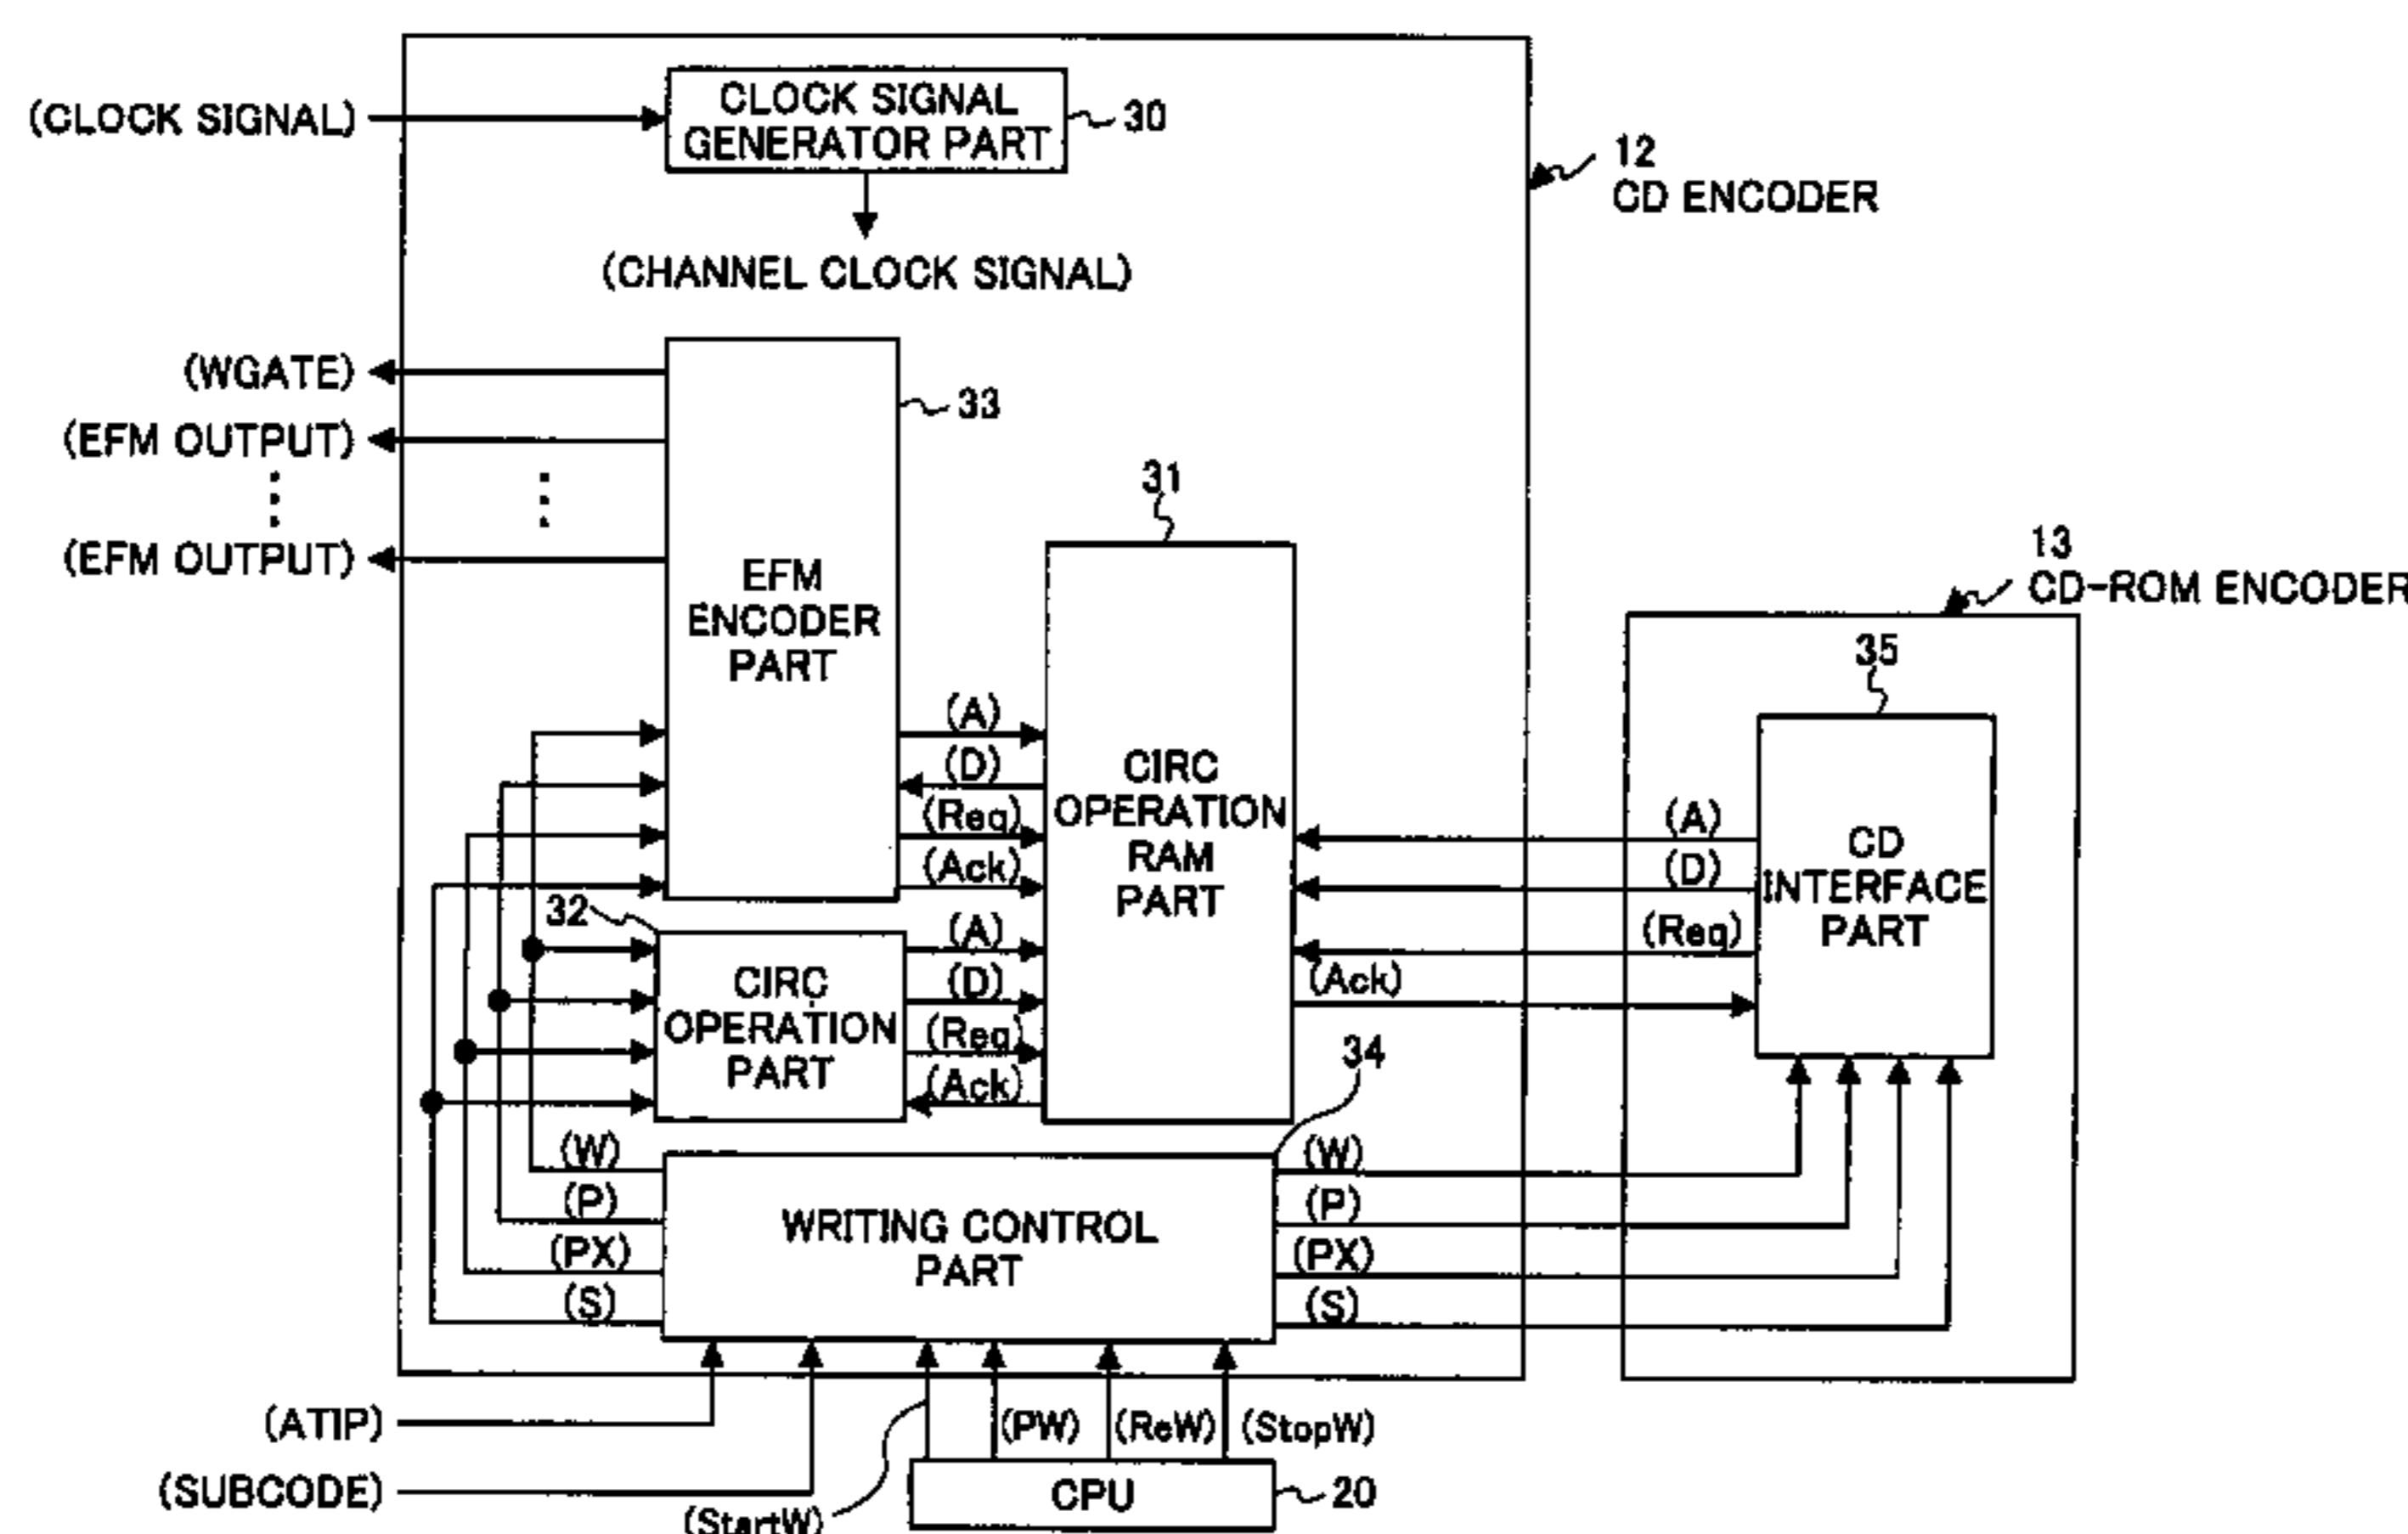 (CLOCK SIGNAL)
CLOCK SIGNAL
GENERATOR PART
30
12
CD ENCODER
(CHANNEL CLOCK SIGNAL)
(WGATE)
33
(EFM OUTPUT)
(EFM OUTPUT)
EFM
ENCODER
PART
31
13
CD-ROM ENCODER
35
(A)
(D)
(Req)
(Ack)
CIRC
OPERATION
RAM
PART
(A)
(D)
(Req)
(Ack)
CD
INTERFACE
PART
32
CIRC
OPERATION
PART
(A)
(D)
(Req)
(Ack)
34
(W)
(P)
(PX)
(S)
WRITING CONTROL
PART
(W)
(P)
(PX)
(S)
(ATIP)
(SUBCODE)
(StartW)
(PW)
(ReW)
(StopW)
CPU
20